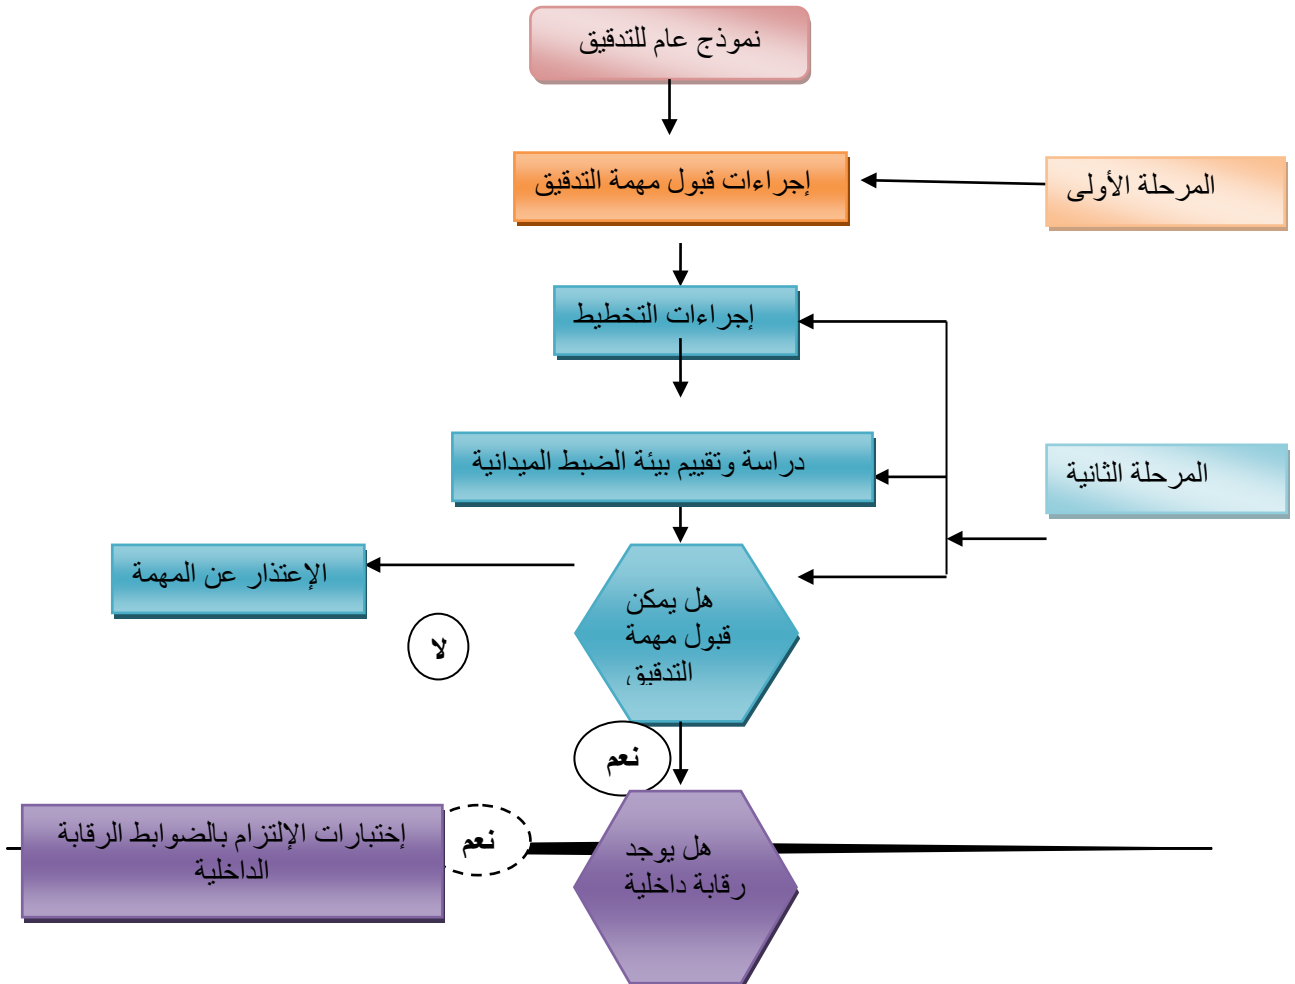 نموذج عام للتدقيق
إجراءات قبول مهمة التدقيق
المرحلة الأولى
إجراءات التخطيط
دراسة وتقييم بيئة الضبط الميدانية
المرحلة الثانية
الإعتذار عن المهمة
هل يمكن
قبول مهمة
التدقيق
لا
نعم
إختبارات الإلتزام بالضوابط الرقابة
الداخلية
نعم
هل يوجد
رقابة داخلية